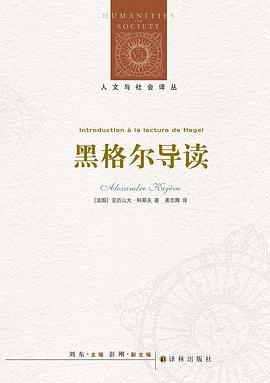 HUMANITIES
AND
SOCIETY
人文与社会译丛
Introduction à la lecture de Hegel
黑格尔导读
Alexandre Kojève
[法国] 亚历山大·科耶夫 著 姜志辉 译
刘东·主编 彭刚·副主编 译林出版社